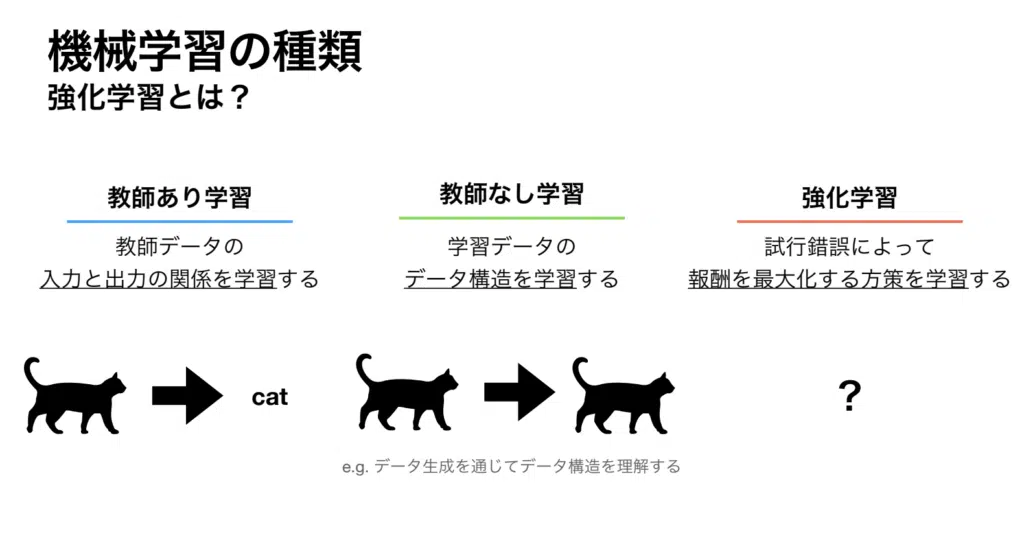 機械学習の種類
強化学習とは？
教師あり学習
教師データの
入力と出力の関係を学習する
cat
教師なし学習
学習データの
データ構造を学習する
e.g. データ生成を通じてデータ構造を理解する
強化学習
試行錯誤によって
報酬を最大化する方策を学習する
?